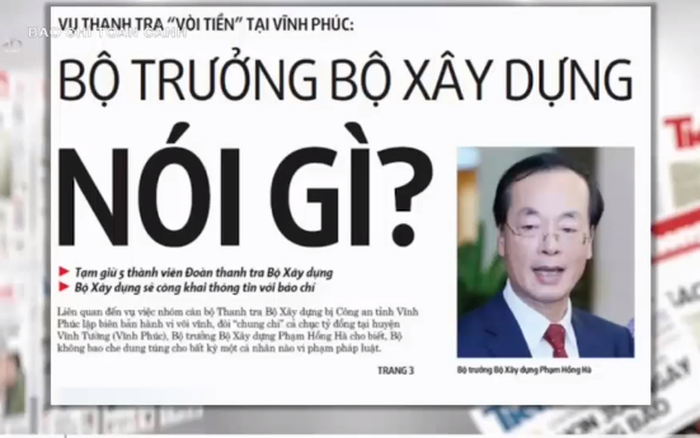 VỤ THANH TRA “VÒI TIỀN” TẠI VĨNH PHÚC:
BÁO CHÍ TOÀN CẢNH
BỘ TRƯỞNG BỘ XÂY DỰNG
NÓI GÌ?
Tạm giữ 5 thành viên Đoàn thanh tra Bộ Xây dựng
Bộ Xây dựng sẽ công khai thông tin với báo chí
Liên quan đến vụ việc nhóm cán bộ Thanh tra Bộ Xây dựng bị Công an tỉnh Vĩnh
Phúc lập biên bản hành vi vòi vĩnh, đòi “chung chi” cả chục tỷ đồng tại huyện
Vĩnh Tường (Vĩnh Phúc), Bộ trưởng Bộ Xây dựng Phạm Hồng Hà cho biết, Bộ
không bao che dung túng cho bất kỳ một cá nhân nào vi phạm pháp luật.
TRANG 3
Bộ trưởng Bộ Xây dựng Phạm Hồng Hà